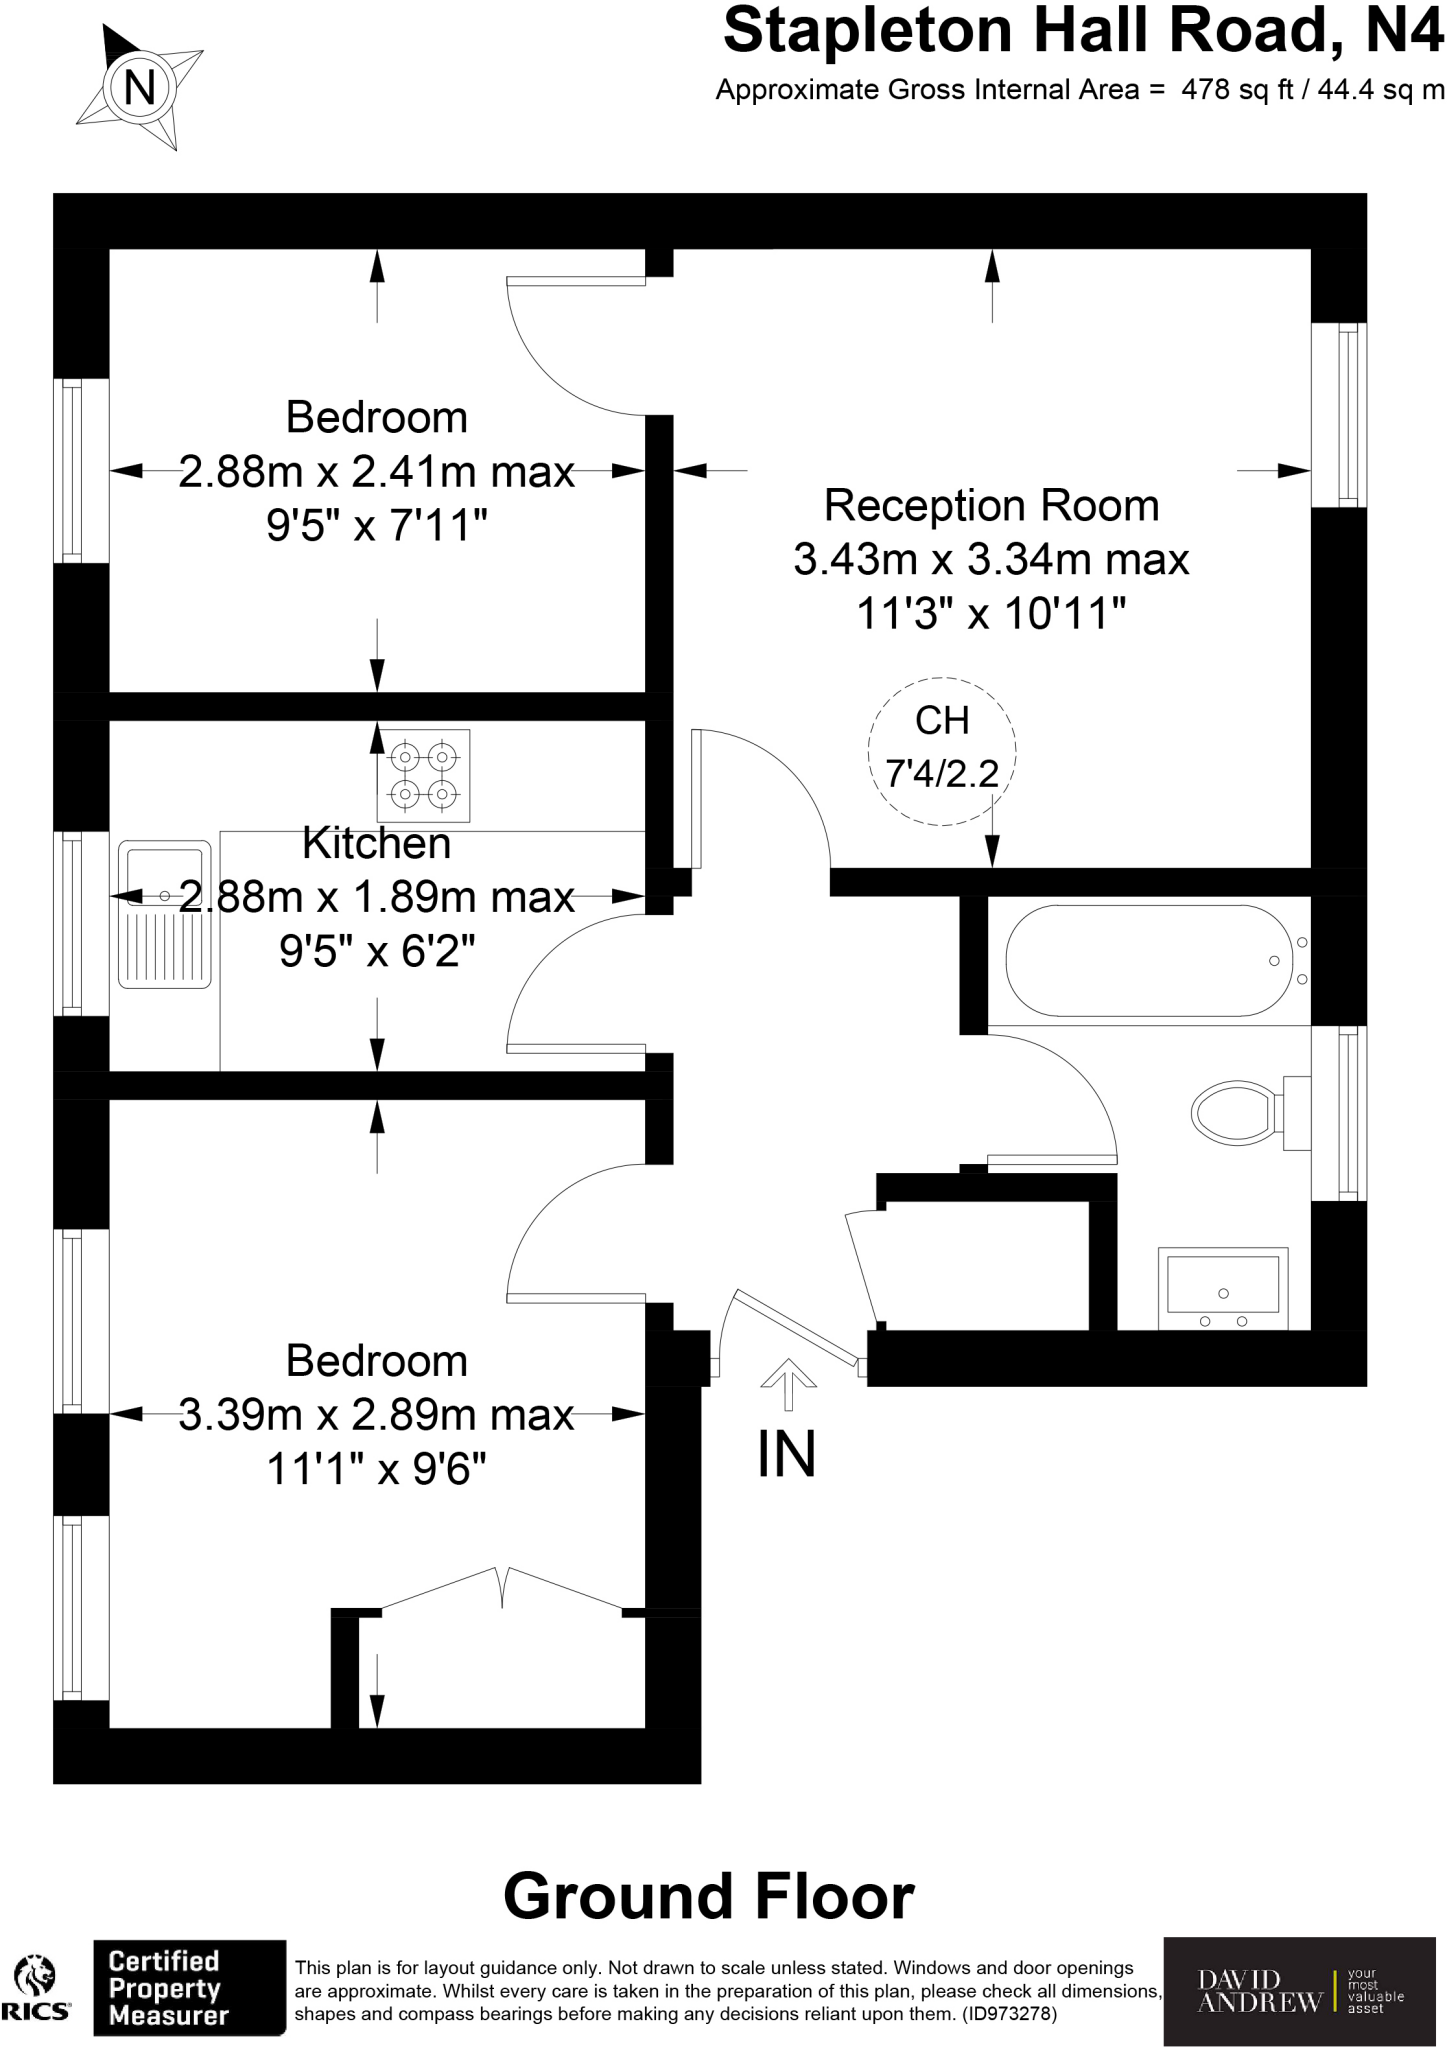 Stapleton Hall Road, N4
Approximate Gross Internal Area = 478 sq ft / 44.4 sq m
N
Bedroom
2.88m x 2.41m max
9'5" x 7'11"
Reception Room
3.43m x 3.34m max
11'3" x 10'11"
CH
7'4/2.2
Kitchen
2.88m x 1.89m max
9'5" x 6'2"
Bedroom
3.39m x 2.89m max
11'1" x 9'6"
IN
Ground Floor
RICS
Certified
Property
Measurer
This plan is for layout guidance only. Not drawn to scale unless stated. Windows and door openings
are approximate. Whilst every care is taken in the preparation of this plan, please check all dimensions,
shapes and compass bearings before making any decisions reliant upon them. (ID973278)
DAVID
ANDREW
your
most
valuable
asset